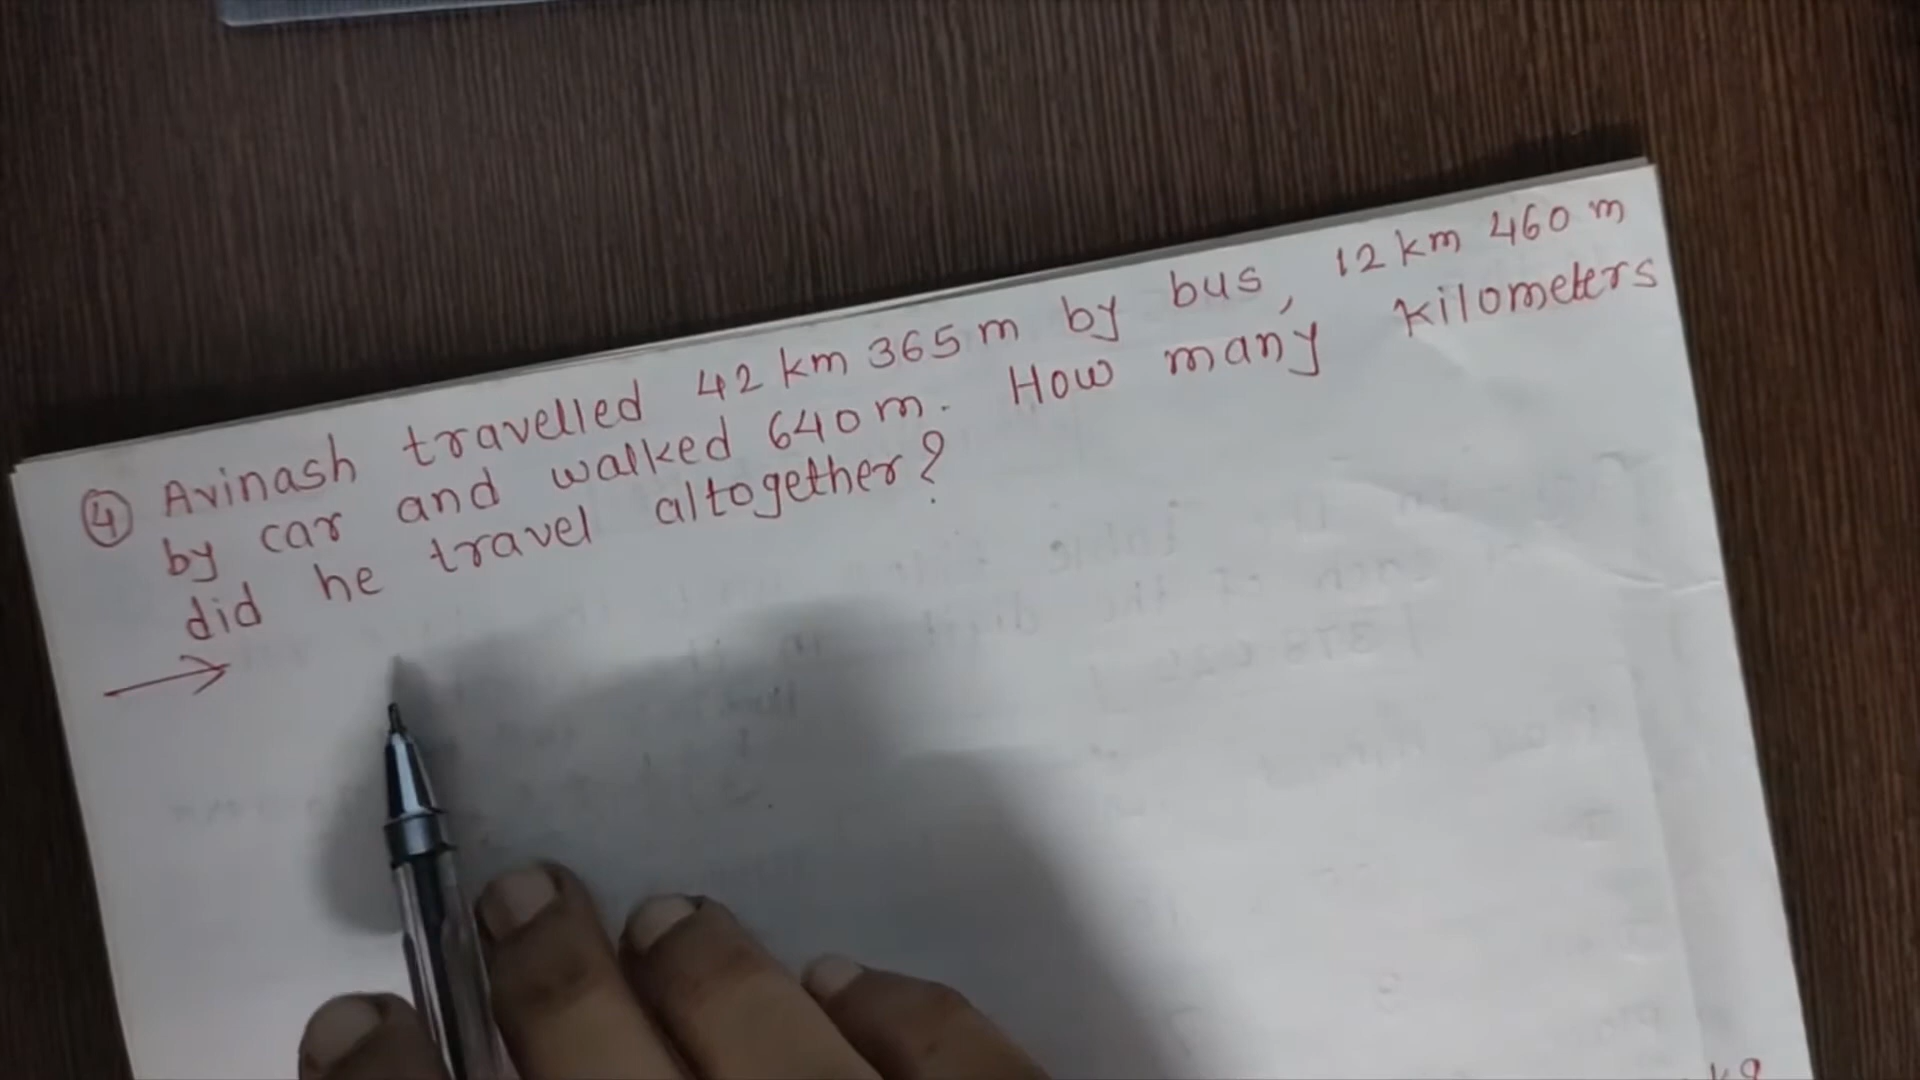 ④ Avinash travelled 42 km 365 m by bus, 12 km 460 m
by car and walked 640 m. How many kilometers
did he travel altogether?